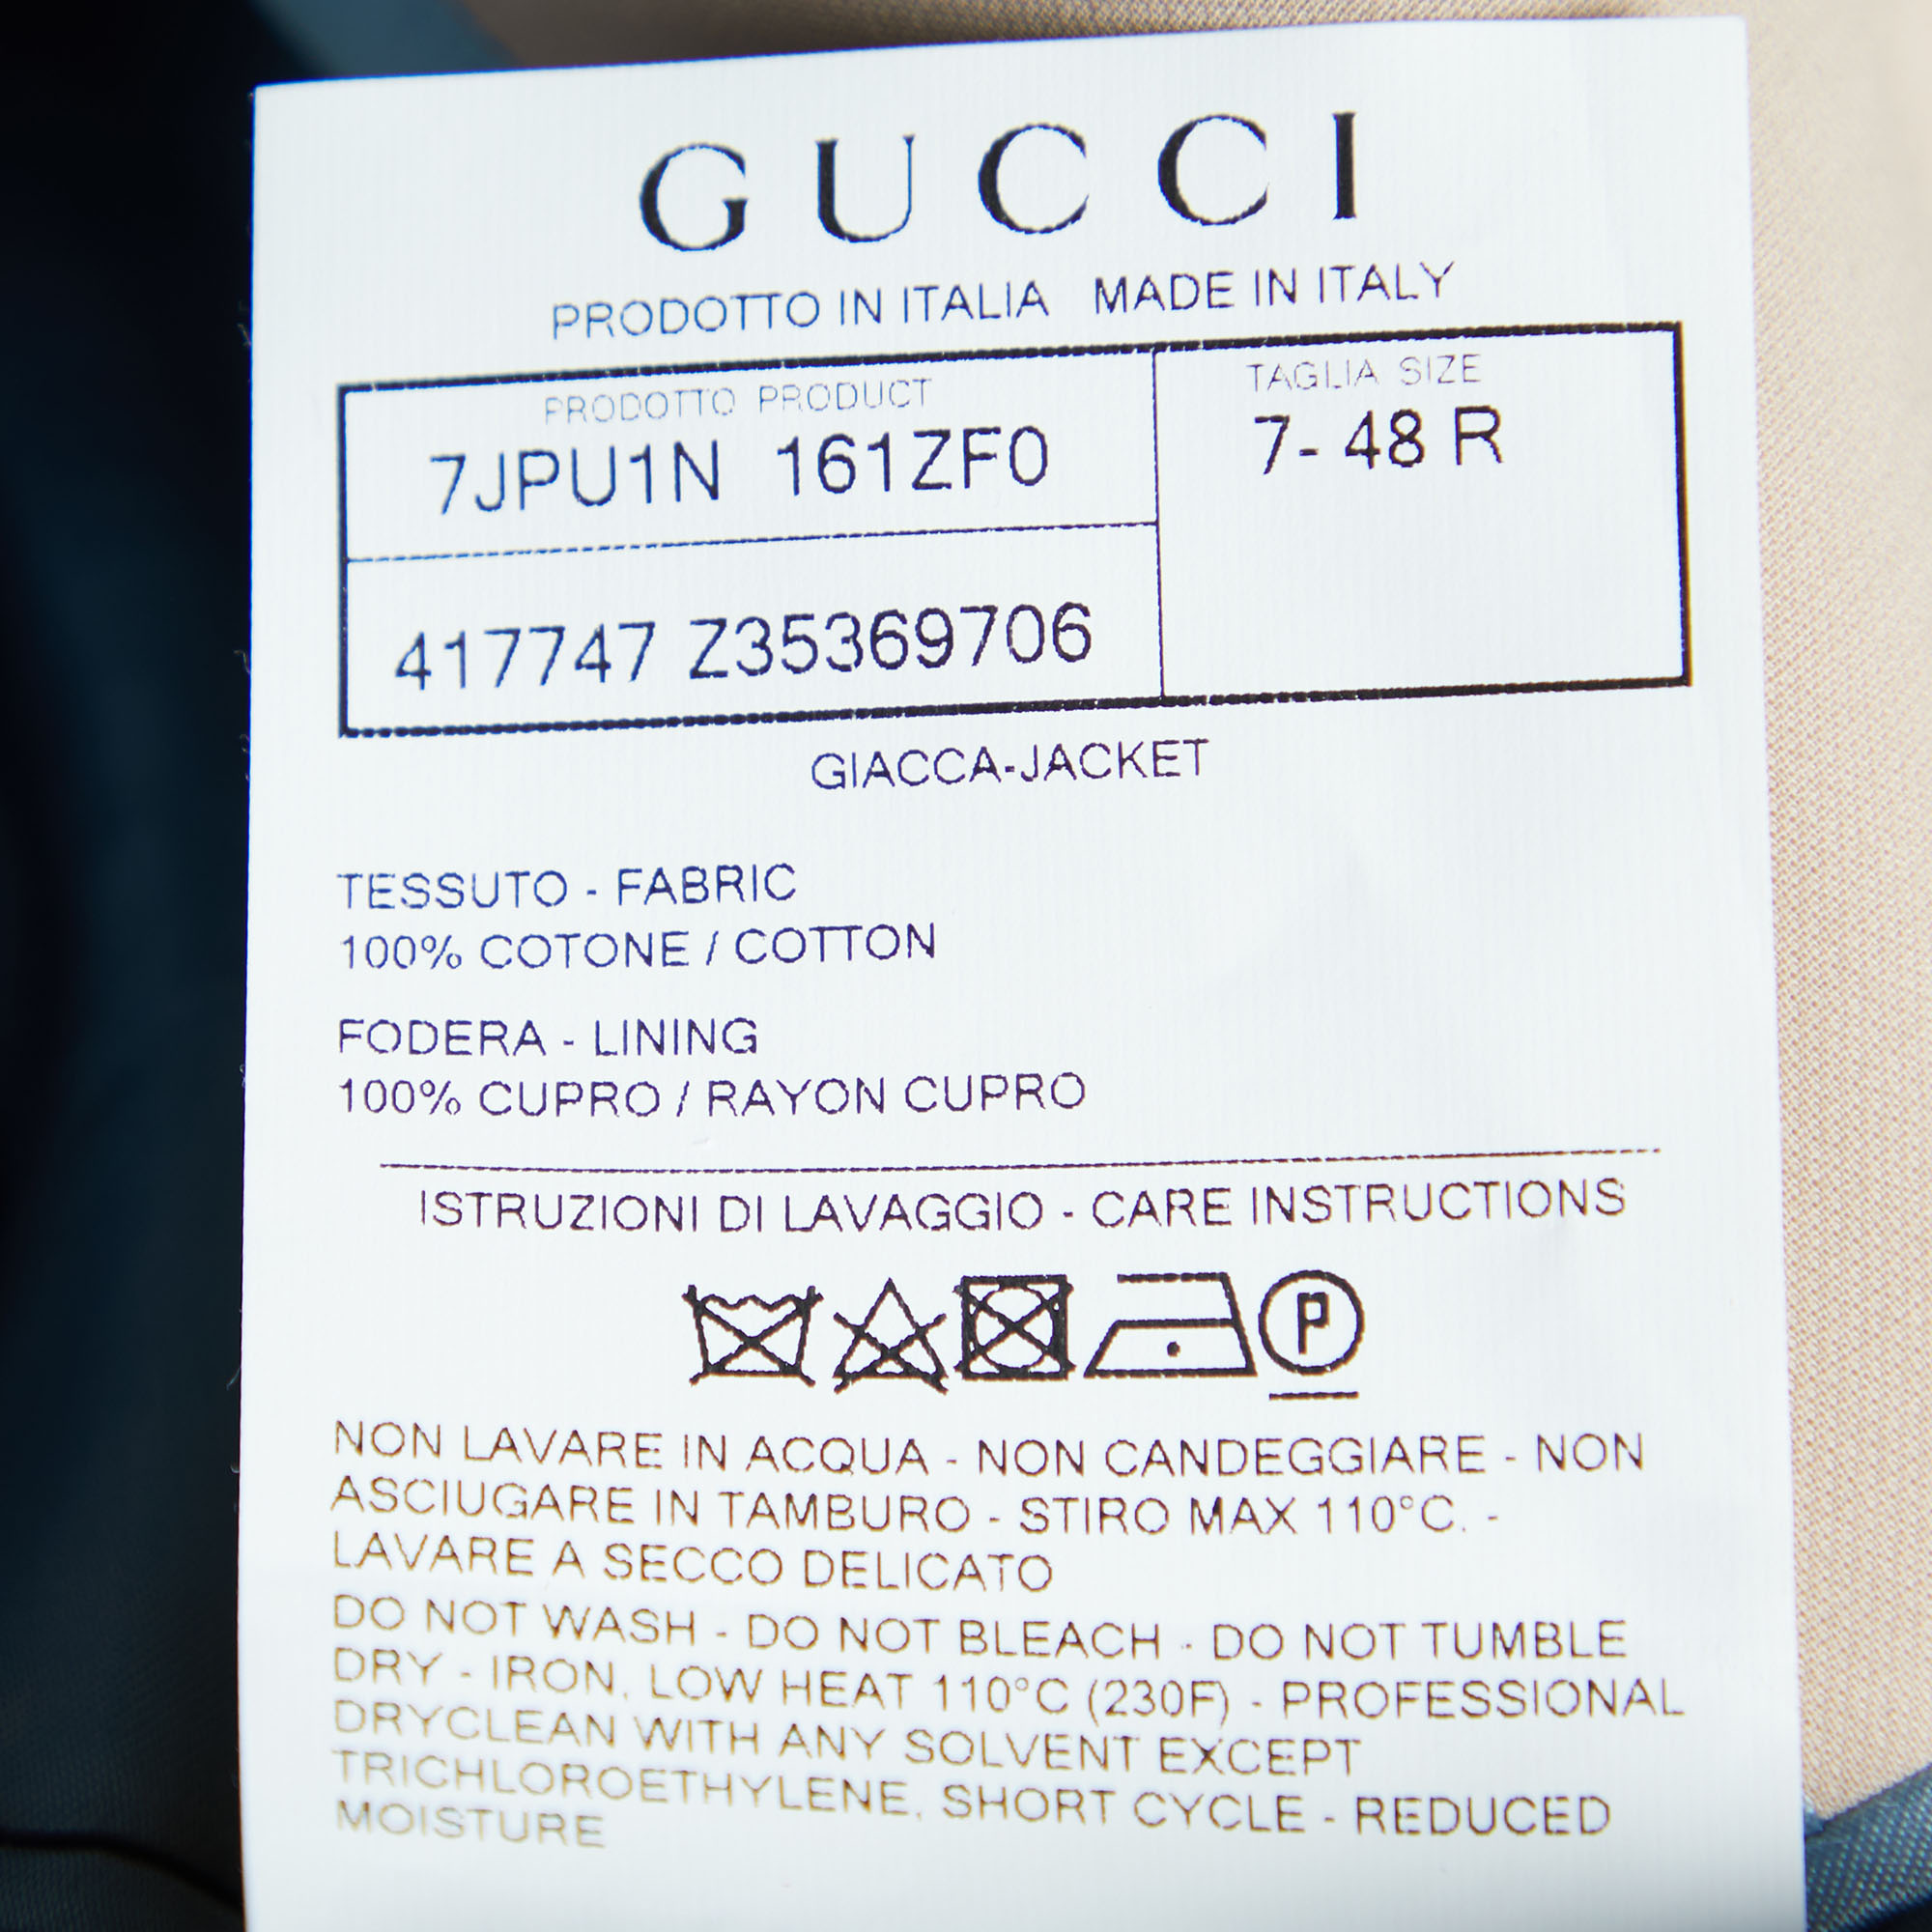 GUCCI
PRODOTTO IN ITALIA MADE IN ITALY
PRODOTTO PRODUCT
7JPU1N 161ZF0
TAGLIA SIZE
7- 48 R
417747 Z35369706
GIACCA-JACKET
TESSUTO - FABRIC
100% COTONE / COTTON
FODERA - LINING
100% CUPRO / RAYON CUPRO
ISTRUZIONI DI LAVAGGIO - CARE INSTRUCTIONS
P
NON LAVARE IN ACQUA - NON CANDEGGIARE - NON
ASCIUGARE IN TAMBURO - STIRO MAX 110°C. -
LAVARE A SECCO DELICATO
DO NOT WASH - DO NOT BLEACH - DO NOT TUMBLE
DRY - IRON, LOW HEAT 110°C (230F) - PROFESSIONAL
DRYCLEAN WITH ANY SOLVENT EXCEPT
TRICHLOROETHYLENE, SHORT CYCLE - REDUCED
MOISTURE